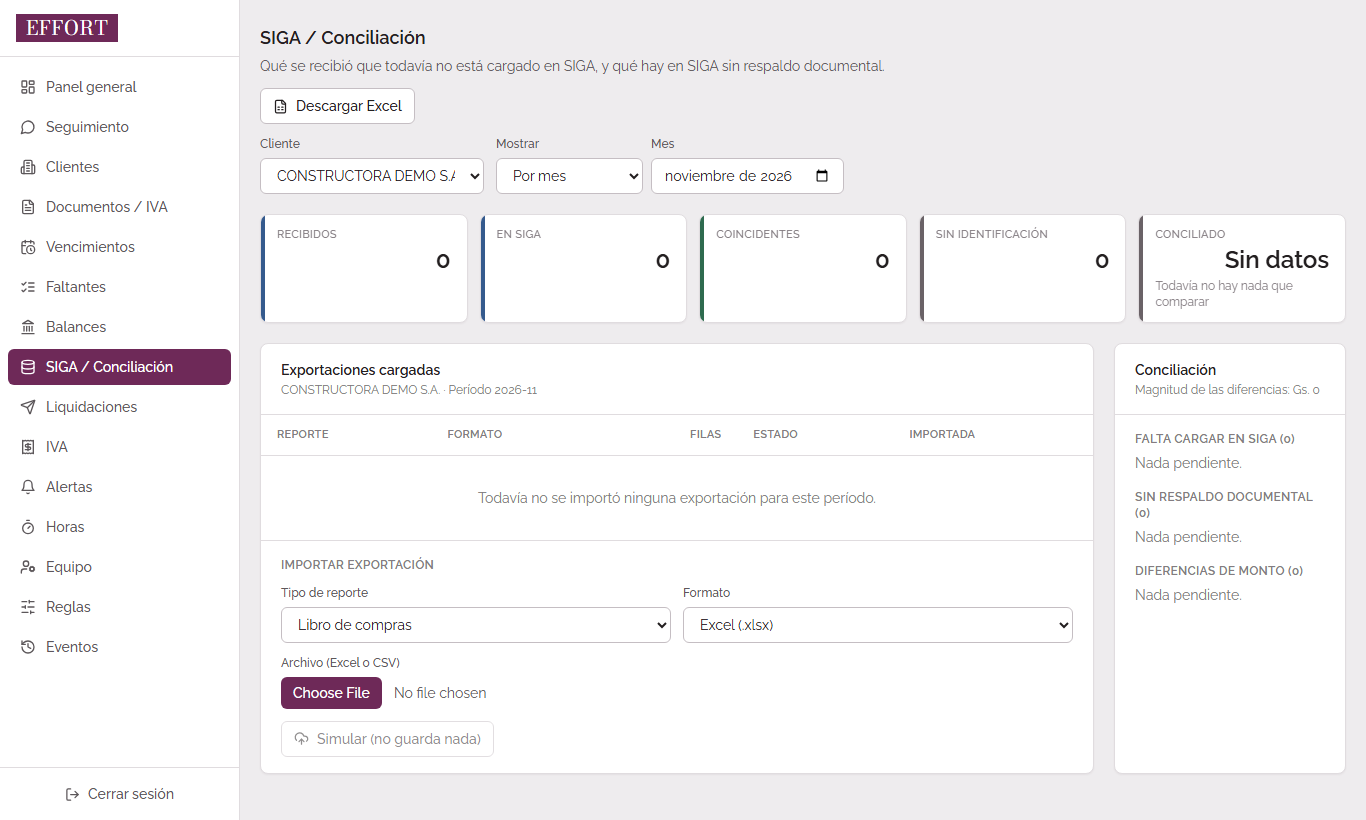 EFFORT
Panel general
Seguimiento
Clientes
Documentos / IVA
Vencimientos
Faltantes
Balances
SIGA / Conciliación
Liquidaciones
IVA
Alertas
Horas
Equipo
Reglas
Eventos
Cerrar sesión
SIGA / Conciliación
Qué se recibió que todavía no está cargado en SIGA, y qué hay en SIGA sin respaldo documental.
Descargar Excel
Cliente
CONSTRUCTORA DEMO S.A
Mostrar
Por mes
Mes
noviembre de 2026
RECIBIDOS
0
EN SIGA
0
COINCIDENTES
0
SIN IDENTIFICACIÓN
0
CONCILIADO
Sin datos
Todavía no hay nada que
comparar
Exportaciones cargadas
CONSTRUCTORA DEMO S.A. · Período 2026-11
REPORTE FORMATO FILAS ESTADO IMPORTADA
Todavía no se importó ninguna exportación para este período.
IMPORTAR EXPORTACIÓN
Tipo de reporte
Libro de compras
Formato
Excel (.xlsx)
Archivo (Excel o CSV)
Choose File No file chosen
Simular (no guarda nada)
Conciliación
Magnitud de las diferencias: Gs. 0
FALTA CARGAR EN SIGA (0)
Nada pendiente.
SIN RESPALDO DOCUMENTAL
(0)
Nada pendiente.
DIFERENCIAS DE MONTO (0)
Nada pendiente.